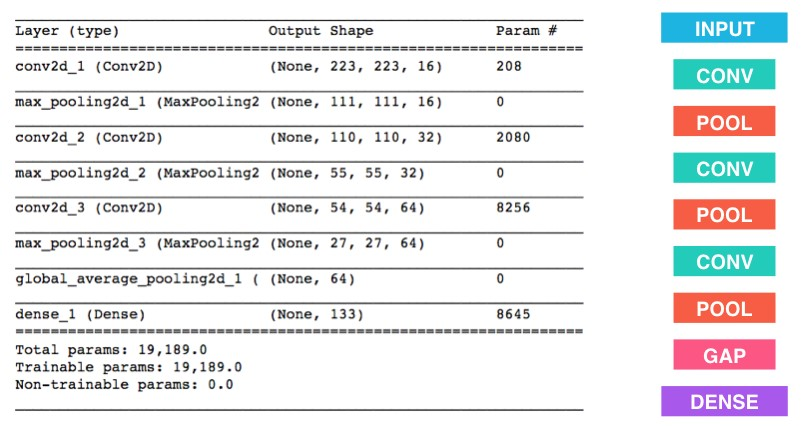 Layer (type) Output Shape Param #
=================================================================
conv2d_1 (Conv2D) (None, 223, 223, 16) 208
max_pooling2d_1 (MaxPooling2 (None, 111, 111, 16) 0
conv2d_2 (Conv2D) (None, 110, 110, 32) 2080
max_pooling2d_2 (MaxPooling2 (None, 55, 55, 32) 0
conv2d_3 (Conv2D) (None, 54, 54, 64) 8256
max_pooling2d_3 (MaxPooling2 (None, 27, 27, 64) 0
global_average_pooling2d_1 ( (None, 64) 0
dense_1 (Dense) (None, 133) 8645
=================================================================
Total params: 19,189.0
Trainable params: 19,189.0
Non-trainable params: 0.0
INPUT
CONV
POOL
CONV
POOL
CONV
POOL
GAP
DENSE